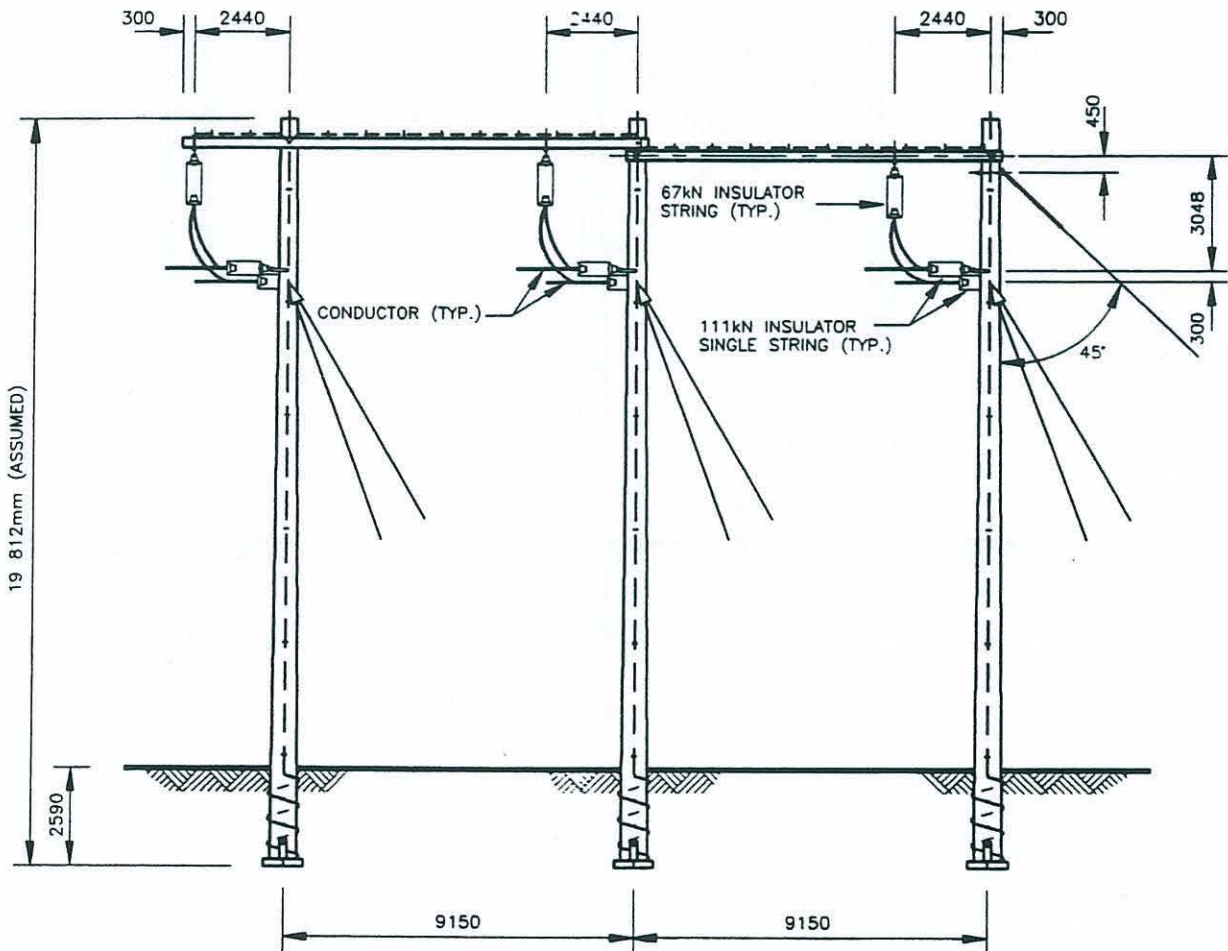 300
2440
2440
2440
300
450
3048
300
67kN INSULATOR
STRING (TYP.)
CONDUCTOR (TYP.)
111kN INSULATOR
SINGLE STRING (TYP.)
45°
19 812mm (ASSUMED)
2590
9150
9150